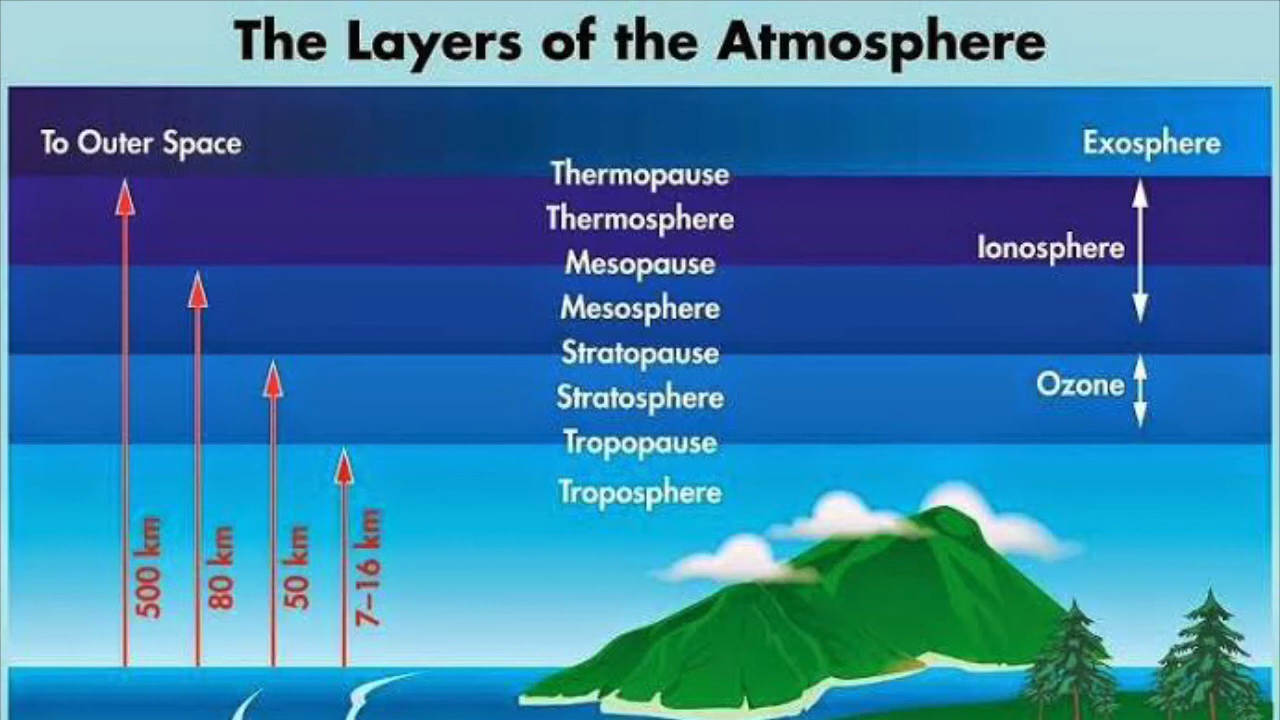 The Layers of the Atmosphere
To Outer Space
Exosphere
Thermopause
Thermosphere
Ionosphere
Mesopause
Mesosphere
Stratopause
Ozone
Stratosphere
Tropopause
Troposphere
500 km
80 km
50 km
7–16 km